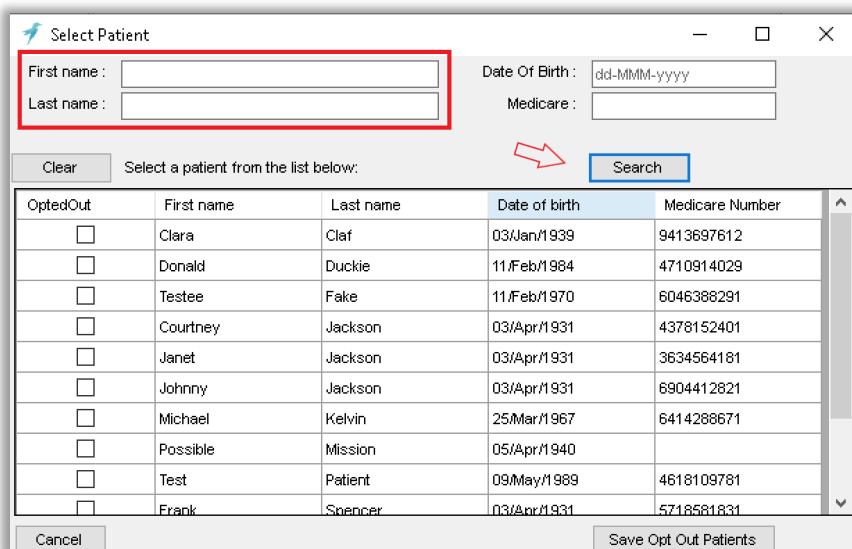 Select Patient
First name : Date Of Birth : dd-MMM-yyyy
Last name : Medicare :
Clear Select a patient from the list below: Search
OptedOut First name Last name Date of birth Medicare Number
Clara Claf 03/Jan/1939 9413697612
Donald Duckie 11/Feb/1984 4710914029
Testee Fake 11/Feb/1970 6046388291
Courtney Jackson 03/Apr/1931 4378152401
Janet Jackson 03/Apr/1931 3634564181
Johnny Jackson 03/Apr/1931 6904412821
Michael Kelvin 25/Mar/1967 6414288671
Possible Mission 05/Apr/1940
Test Patient 09/May/1989 4618109781
Frank Spencer 03/Apr/1931 5718581831
Cancel Save Opt Out Patients